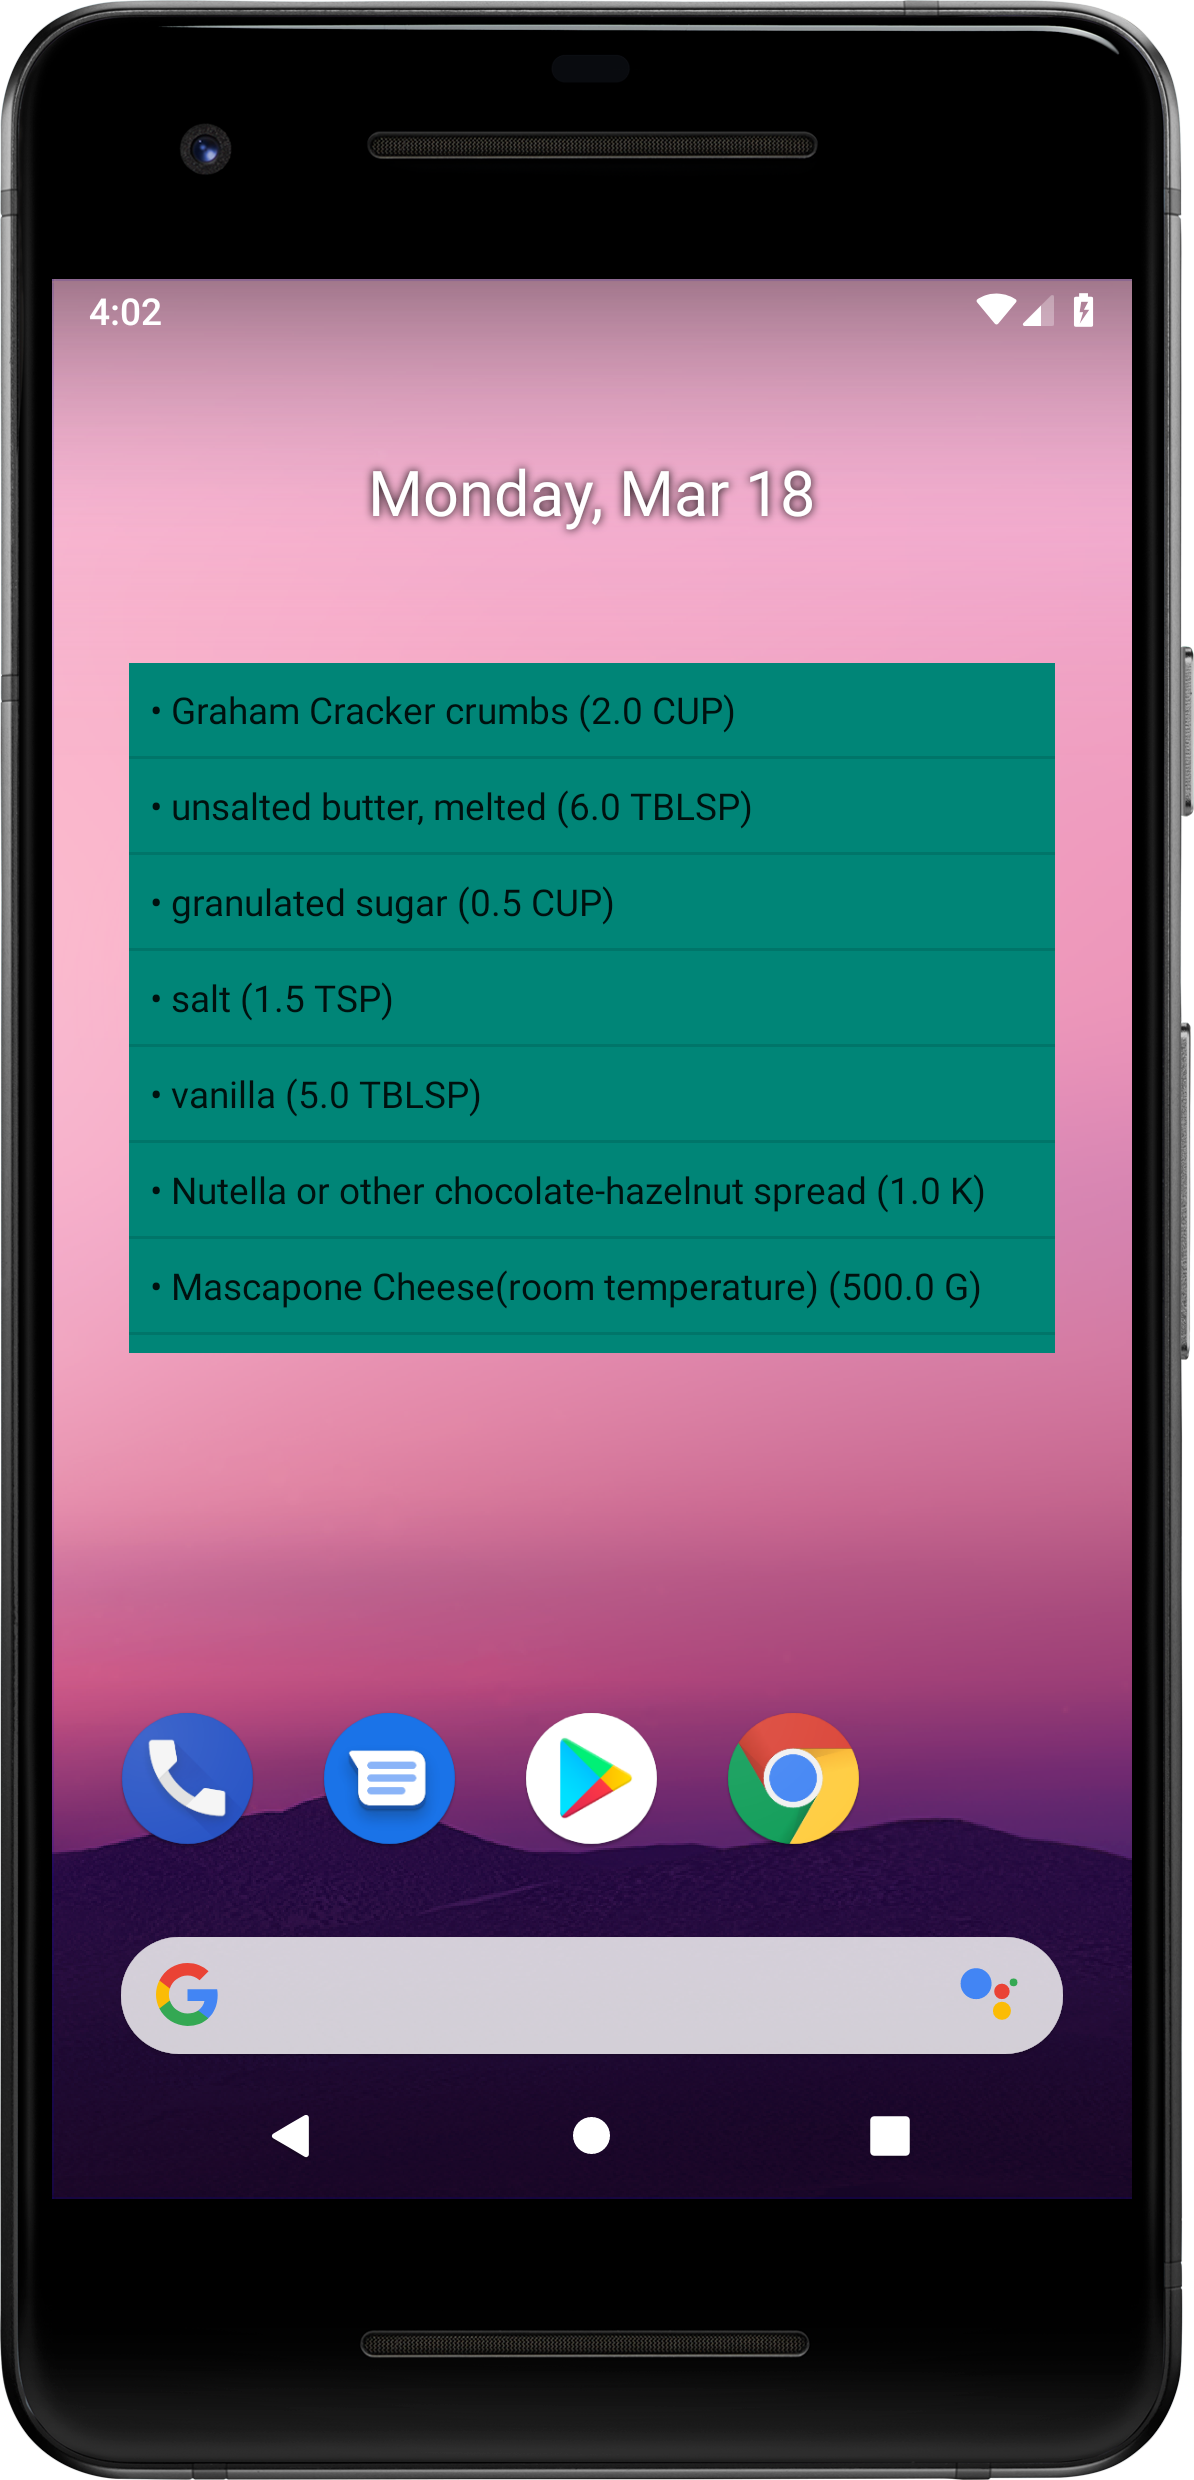 4:02
Monday, Mar 18
• Graham Cracker crumbs (2.0 CUP)
• unsalted butter, melted (6.0 TBLSP)
• granulated sugar (0.5 CUP)
• salt (1.5 TSP)
• vanilla (5.0 TBLSP)
• Nutella or other chocolate-hazelnut spread (1.0 K)
• Mascapone Cheese(room temperature) (500.0 G)